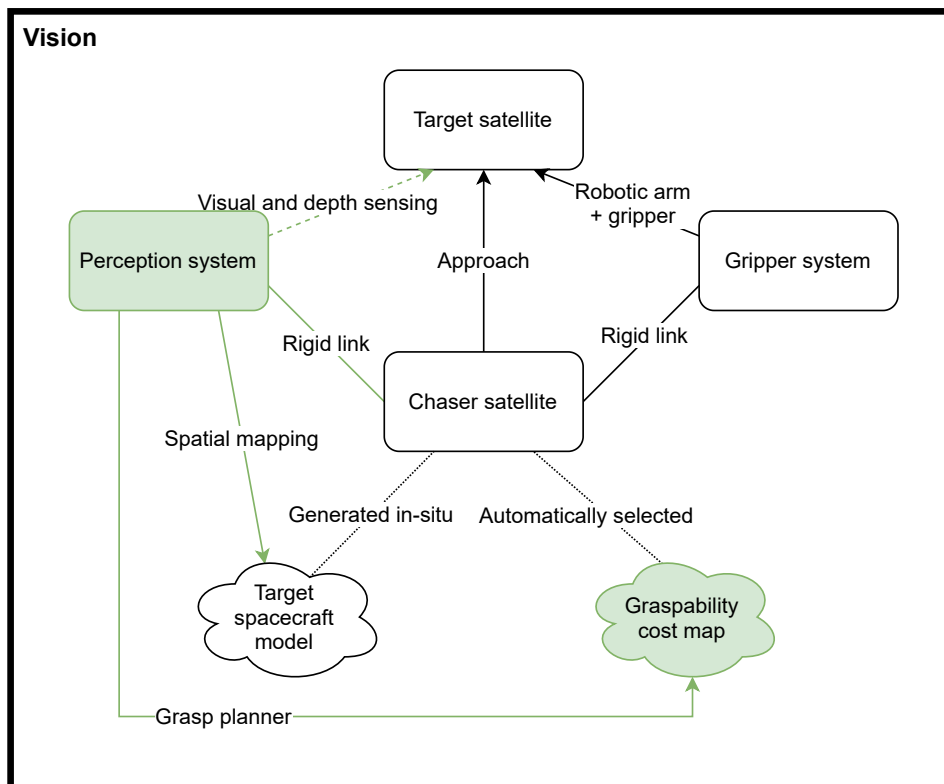 Vision
Target satellite
Visual and depth sensing
Robotic arm
+ gripper
Perception system
Approach
Gripper system
Rigid link
Rigid link
Chaser satellite
Spatial mapping
Generated in-situ
Automatically selected
Target
spacecraft
model
Graspability
cost map
Grasp planner